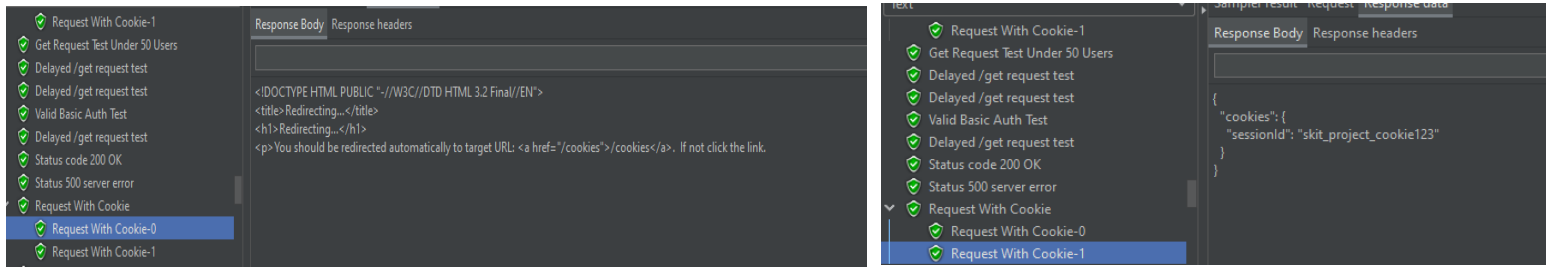 Request With Cookie-1
Get Request Test Under 50 Users
Delayed /get request test
Delayed /get request test
Valid Basic Auth Test
Delayed /get request test
Status code 200 OK
Status 500 server error
Request With Cookie
Request With Cookie-0
Request With Cookie-1
Response Body Response headers
<!DOCTYPE HTML PUBLIC "-//W3C//DTD HTML 3.2 Final//EN">
<title>Redirecting...</title>
<h1>Redirecting...</h1>
<p>You should be redirected automatically to target URL: <a href="/cookies">/cookies</a>. If not click the link.
Text
Request With Cookie-1
Get Request Test Under 50 Users
Delayed /get request test
Delayed /get request test
Valid Basic Auth Test
Delayed /get request test
Status code 200 OK
Status 500 server error
Request With Cookie
Request With Cookie-0
Request With Cookie-1
Sampler result Request Response data
Response Body Response headers
{
"cookies": {
"sessionId": "skit_project_cookie123"
}
}